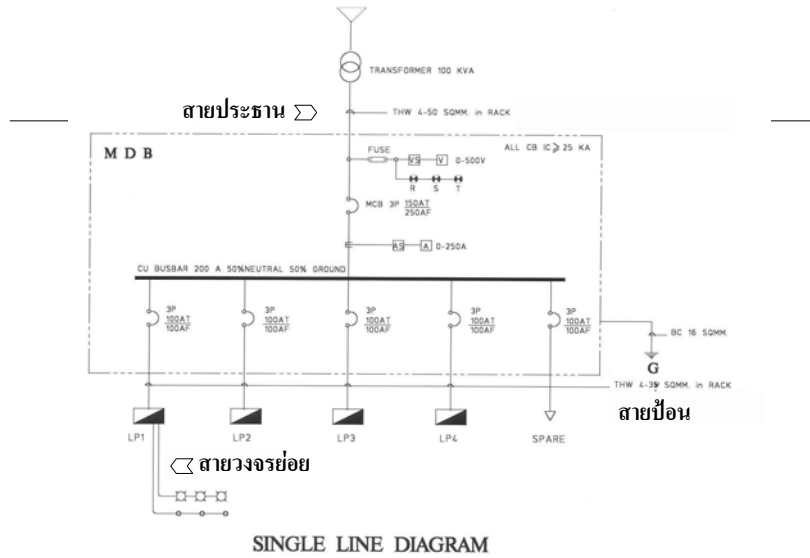 TRANSFORMER 100 KVA
สายประธาน
THW 4-50 SQMM. in RACK
MDB
FUSE
VS
V
0-500V
ALL CB IC ≥ 25 KA
R S T
MCB 3P 150AT
250AF
AS
A
0-250A
CU BUSBAR 200 A 50%NEUTRAL 50% GROUND
3P 3P 3P 3P 3P
100AT 100AT 100AT 100AT 100AT
100AF 100AF 100AF 100AF 100AF
BC 16 SQMM.
G
THW 4-35 SQMM. in RACK
สายป้อน
LP1 LP2 LP3 LP4 SPARE
สายวงจรย่อย
SINGLE LINE DIAGRAM